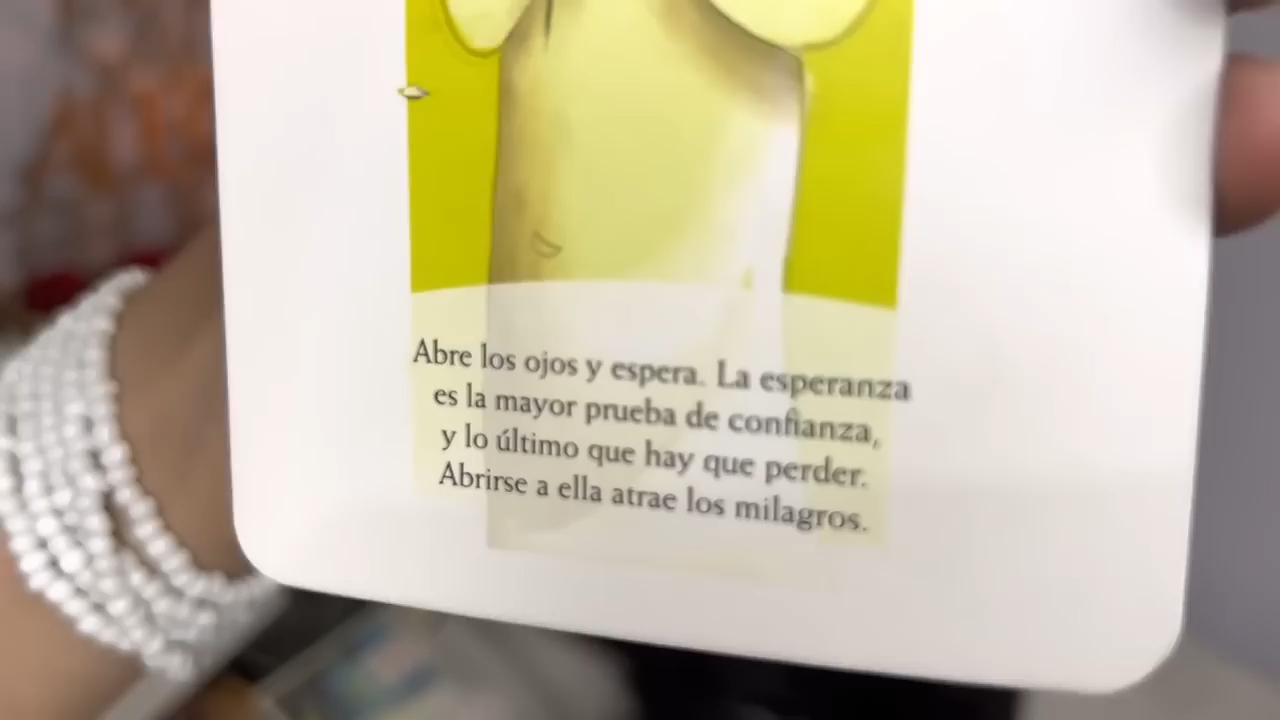 Abre los ojos y espera. La esperanza
es la mayor prueba de confianza,
y lo último que hay que perder.
Abrirse a ella atrae los milagros.